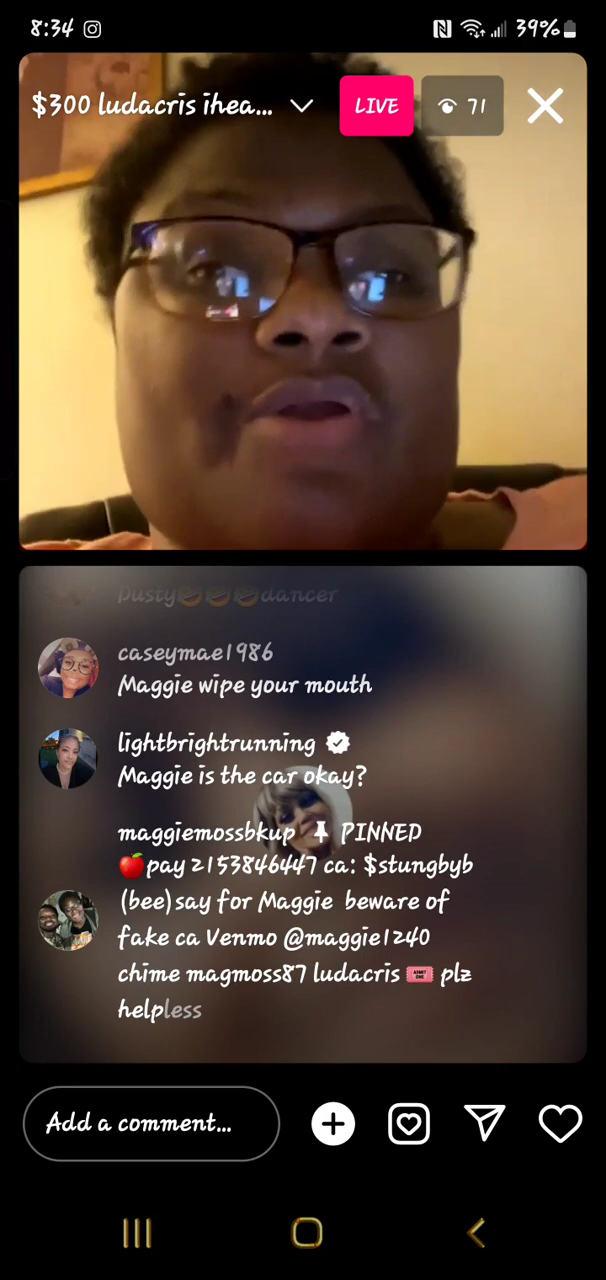 8:34 39%
$300 ludacris ihea... LIVE 71
Dusty🤣🤣🤣dancer
caseymae1986
Maggie wipe your mouth
lightbrightrunning
Maggie is the car okay?
maggiemossbkup 📌 PINNED
🍎pay 2153846447 ca: $stungbyb
(bee)say for Maggie beware of
fake ca Venmo @maggie1240
chime magmoss87 ludacris 🎟️ plz
helpless
Add a comment...